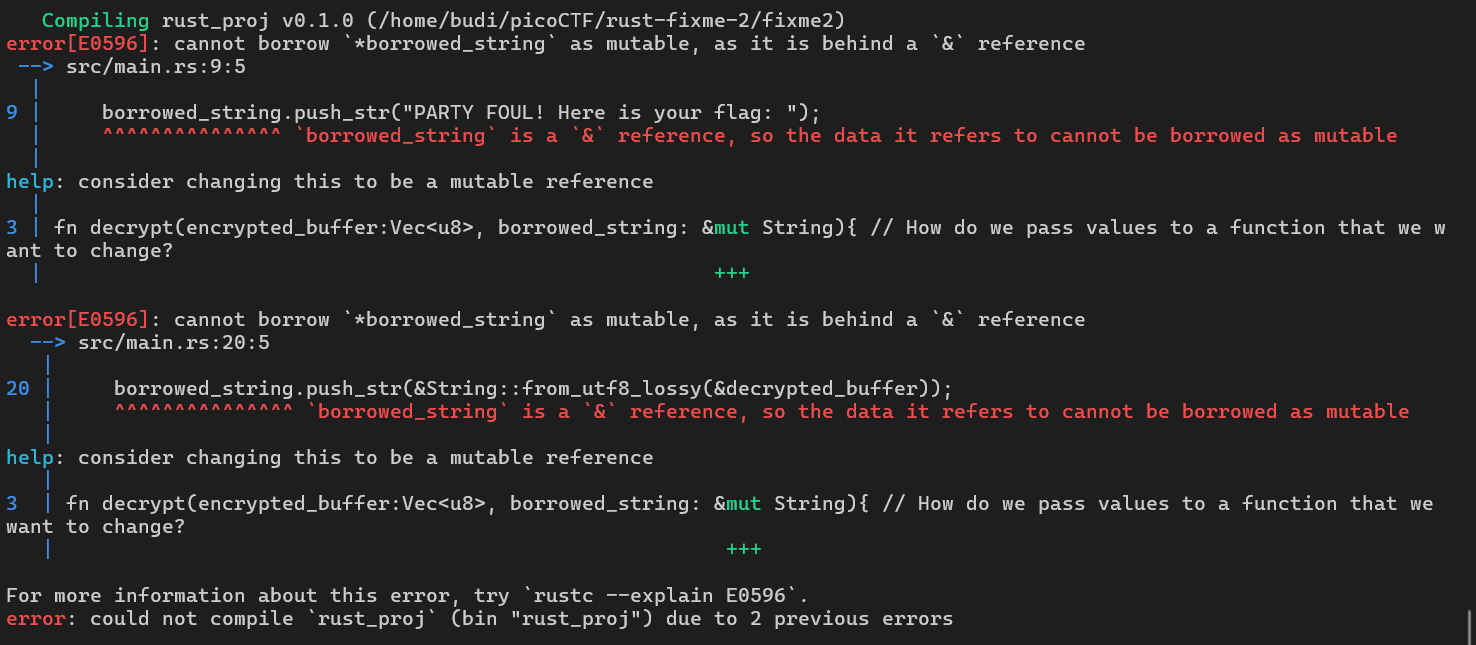 Compiling rust_proj v0.1.0 (/home/budi/picoCTF/rust-fixme-2/fixme2)
error[E0596]: cannot borrow `*borrowed_string` as mutable, as it is behind a `&` reference
 --> src/main.rs:9:5
  |
9 |     borrowed_string.push_str("PARTY FOUL! Here is your flag: ");
  |     ^^^^^^^^^^^^^^^ `borrowed_string` is a `&` reference, so the data it refers to cannot be borrowed as mutable
  |
help: consider changing this to be a mutable reference
  |
3 | fn decrypt(encrypted_buffer:Vec<u8>, borrowed_string: &mut String){ // How do we pass values to a function that we w
ant to change?
  |                                                        +++

error[E0596]: cannot borrow `*borrowed_string` as mutable, as it is behind a `&` reference
  --> src/main.rs:20:5
   |
20 |     borrowed_string.push_str(&String::from_utf8_lossy(&decrypted_buffer));
   |     ^^^^^^^^^^^^^^^ `borrowed_string` is a `&` reference, so the data it refers to cannot be borrowed as mutable
   |
help: consider changing this to be a mutable reference
   |
3  | fn decrypt(encrypted_buffer:Vec<u8>, borrowed_string: &mut String){ // How do we pass values to a function that we
want to change?
   |                                                        +++

For more information about this error, try `rustc --explain E0596`.
error: could not compile `rust_proj` (bin "rust_proj") due to 2 previous errors